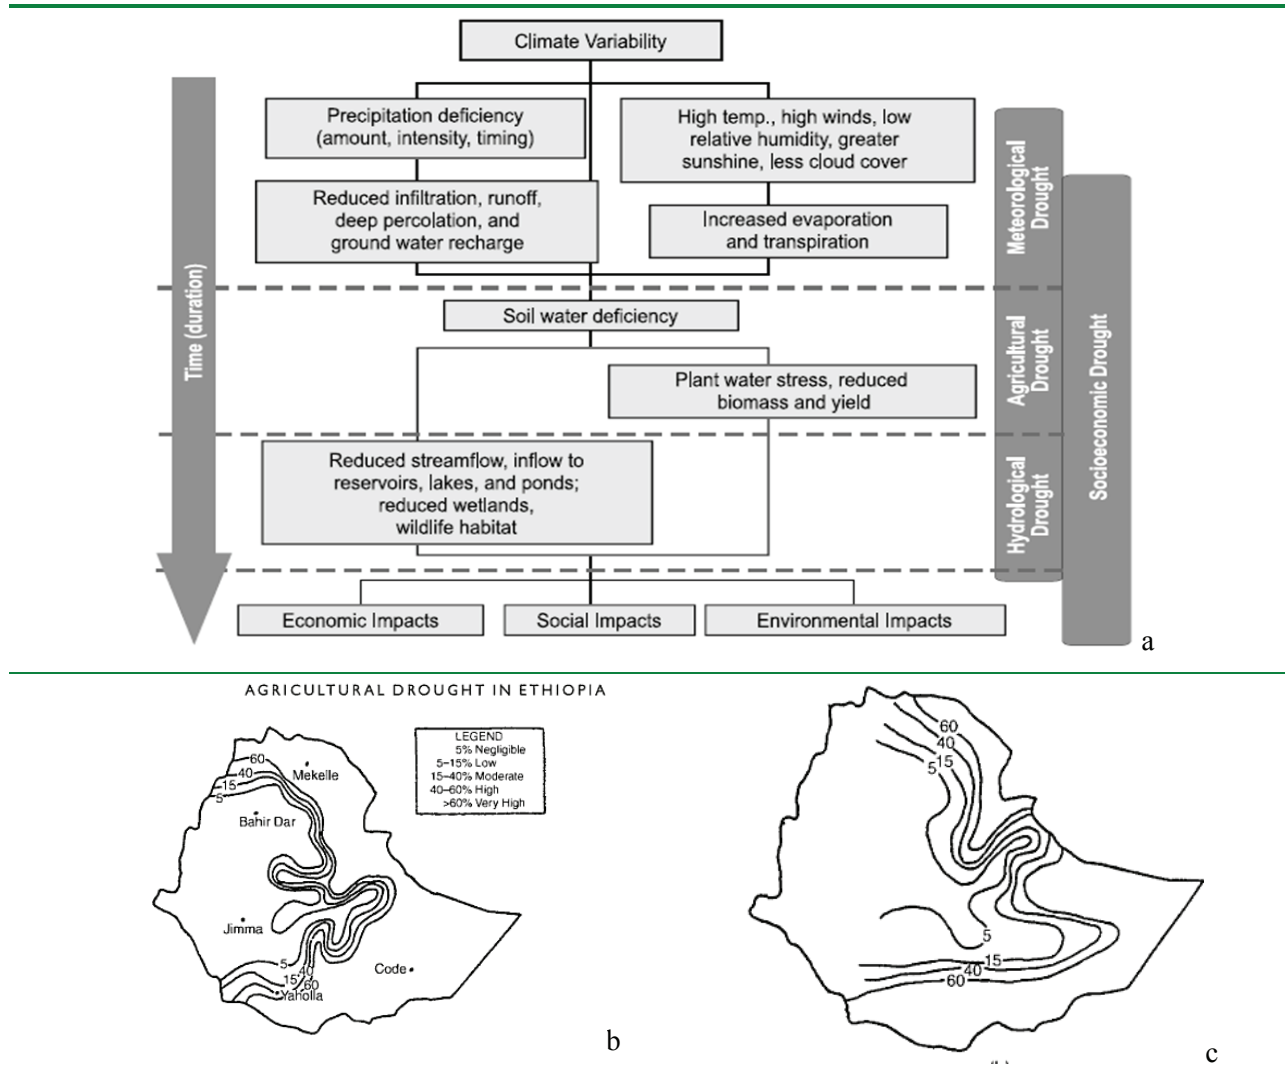 Climate Variability
Precipitation deficiency
(amount, intensity, timing)
High temp., high winds, low
relative humidity, greater
sunshine, less cloud cover
Reduced infiltration, runoff,
deep percolation, and
ground water recharge
Increased evaporation
and transpiration
Soil water deficiency
Plant water stress, reduced
biomass and yield
Reduced streamflow, inflow to
reservoirs, lakes, and ponds;
reduced wetlands,
wildlife habitat
Economic Impacts
Social Impacts
Environmental Impacts
Time (duration)
Meteorological
Drought
Agricultural
Drought
Hydrological
Drought
Socioeconomic Drought
a
AGRICULTURAL DROUGHT IN ETHIOPIA
LEGEND
5% Negligible
5–15% Low
15–40% Moderate
40–60% High
>60% Very High
60
40
15
5
Mekelle
Bahir Dar
Jimma
Code
5
15
40
60
Yaholla
b
60
40
15
5
5
15
40
60
c